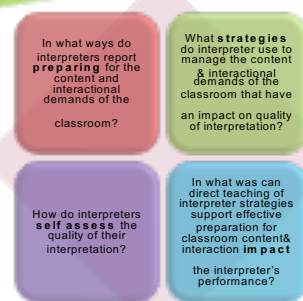 In what ways do
interpreters report
preparing for the
content and
interactional
demands of the
classroom?
What strategies
do interpreter use to
manage the content
& interactional
demands of the
classroom that have
an impact on quality
of interpretation?
How do interpreters
self assess the
quality of their
interpretation?
In what was can
direct teaching of
interpreter strategies
support effective
preparation for
classroom content&
interaction impact
the interpreter's
performance?